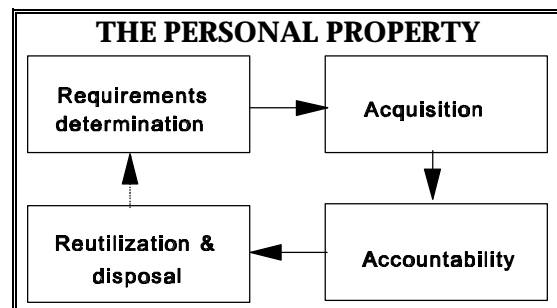 THE PERSONAL PROPERTY
Requirements
determination
Acquisition
Reutilization &
disposal
Accountability